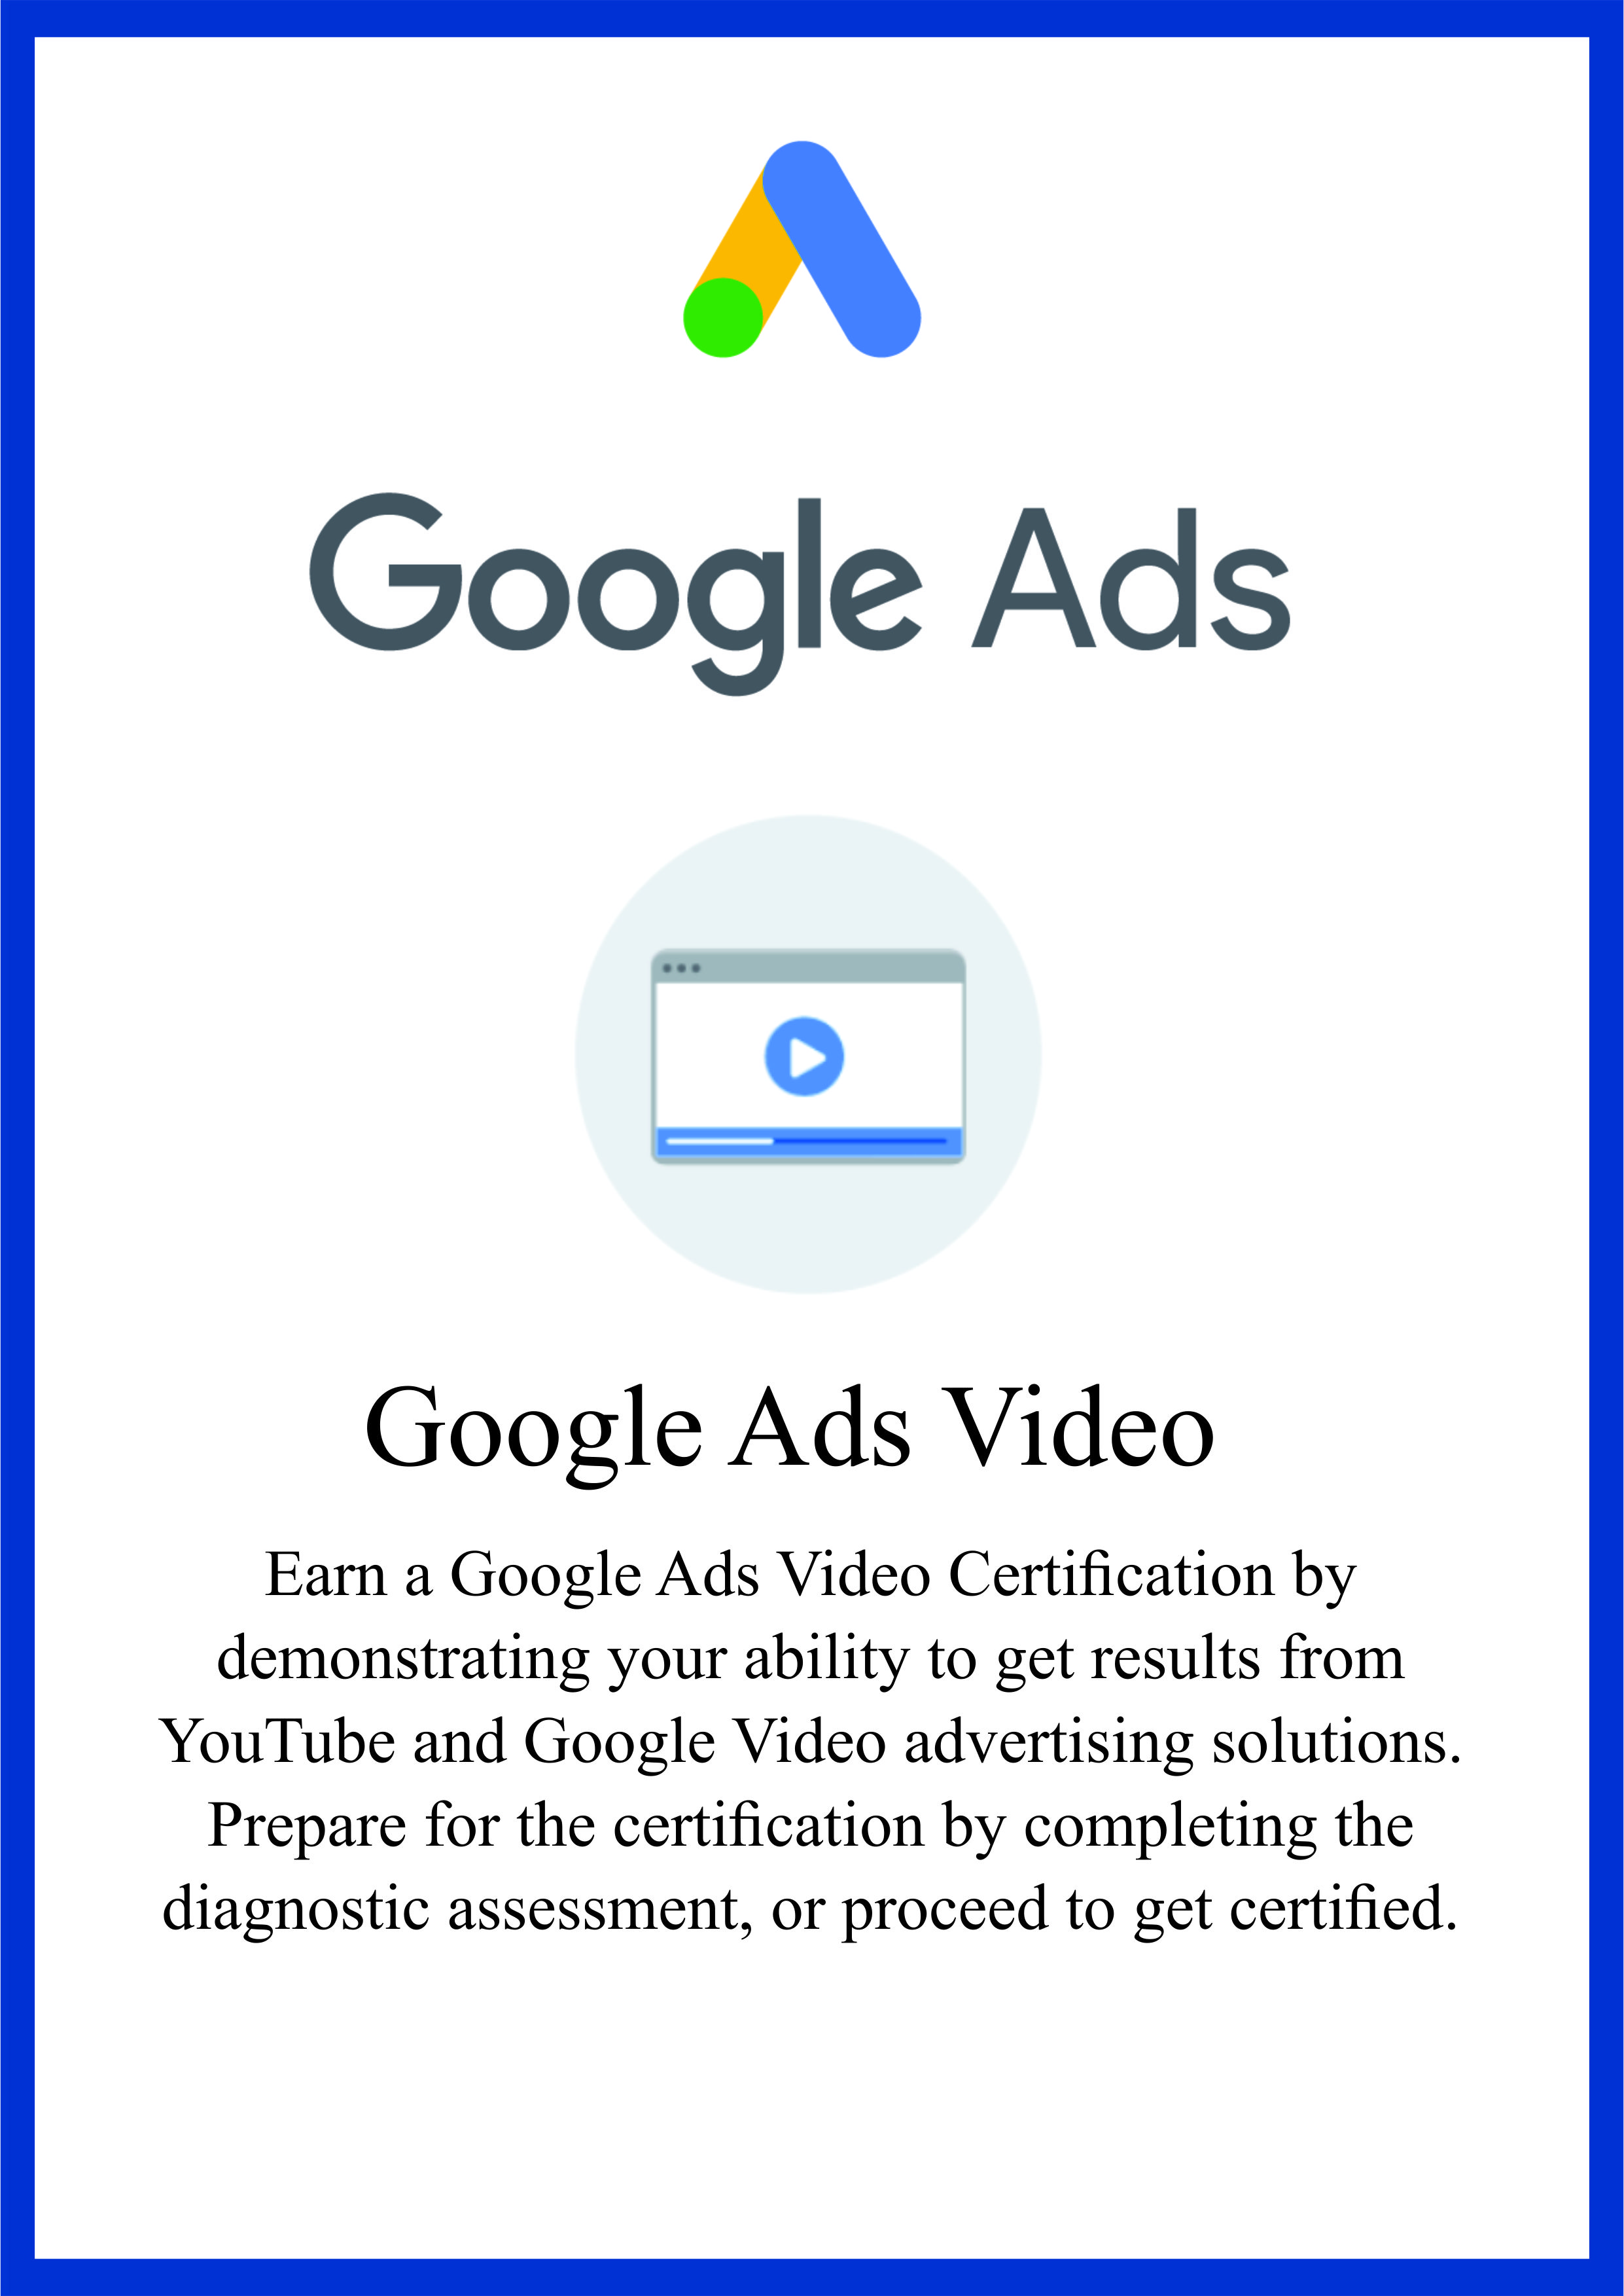 Google Ads
Google Ads Video
Earn a Google Ads Video Certification by
demonstrating your ability to get results from
YouTube and Google Video advertising solutions.
Prepare for the certification by completing the
diagnostic assessment, or proceed to get certified.